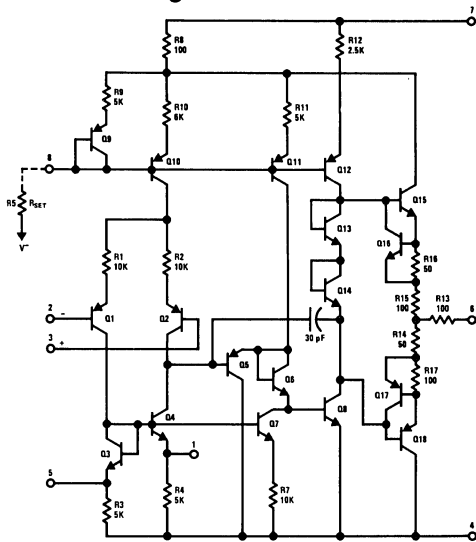 7
R8
100
R12
2.5K
R9
5K
R10
6K
R11
5K
Q9
8
Q10
Q11
Q12
Q15
R5
RSET
V-
Q13
Q16
R16
50
R1
10K
R2
10K
Q14
R15
100
R13
100
6
2
-
Q1
Q2
3
+
30 pF
R14
50
Q5
Q6
R17
100
Q17
Q4
Q7
Q8
Q18
Q3
1
5
R3
5K
R4
5K
R7
10K
4